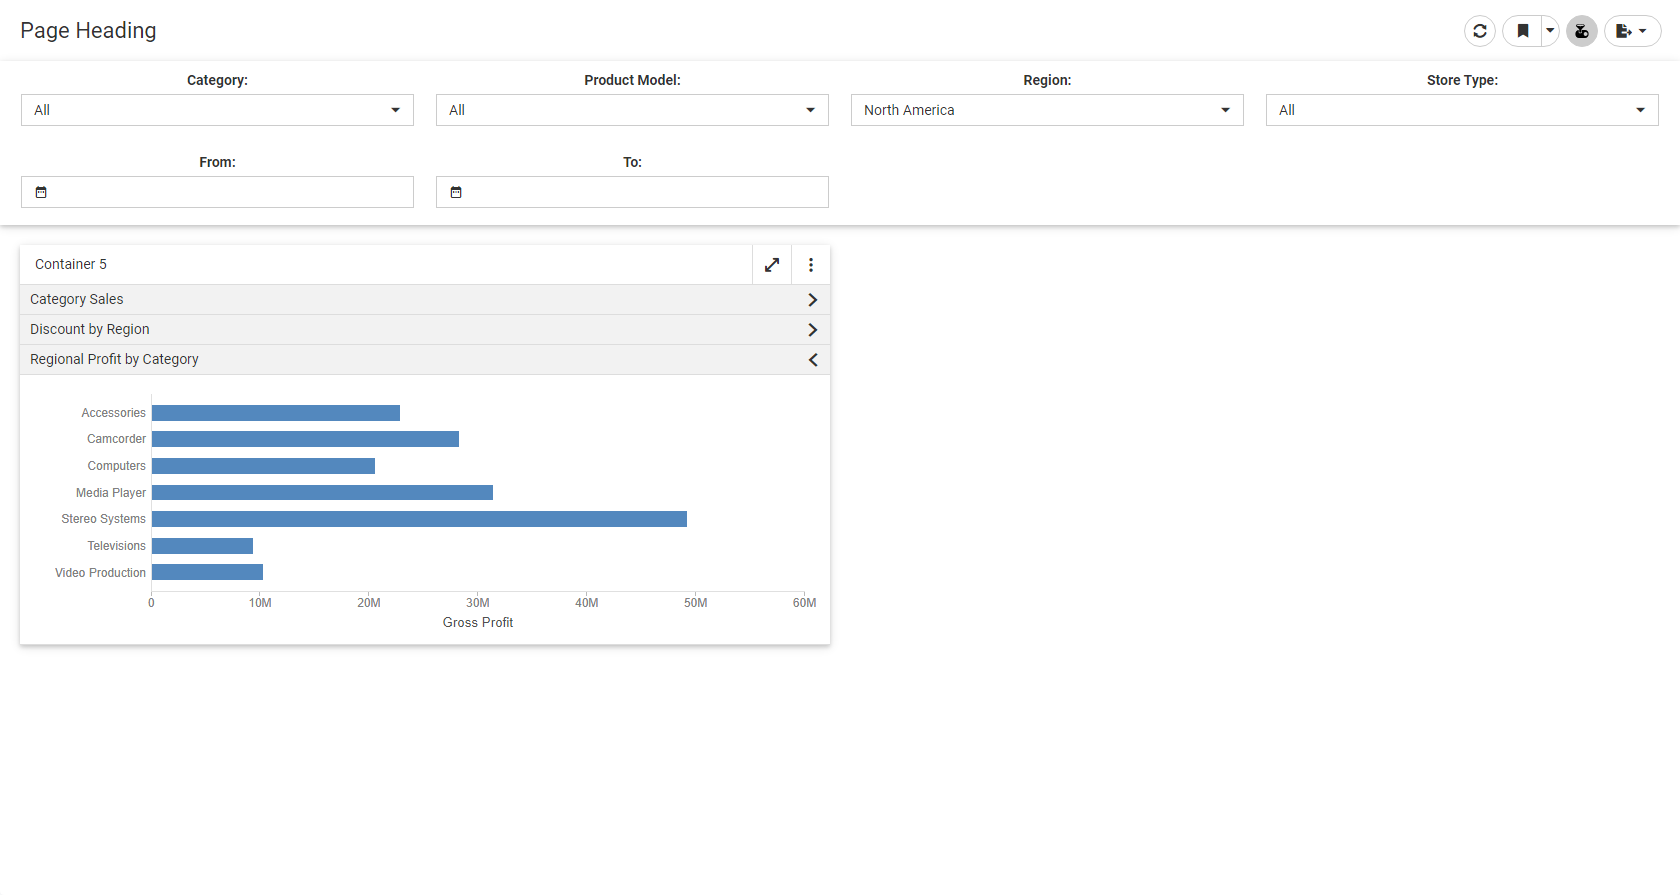 Page Heading
Category:
Product Model:
Region:
Store Type:
All
All
North America
All
From:
To:
Container 5
Category Sales
Discount by Region
Regional Profit by Category
Accessories
Camcorder
Computers
Media Player
Stereo Systems
Televisions
Video Production
0 10M 20M 30M 40M 50M 60M
Gross Profit